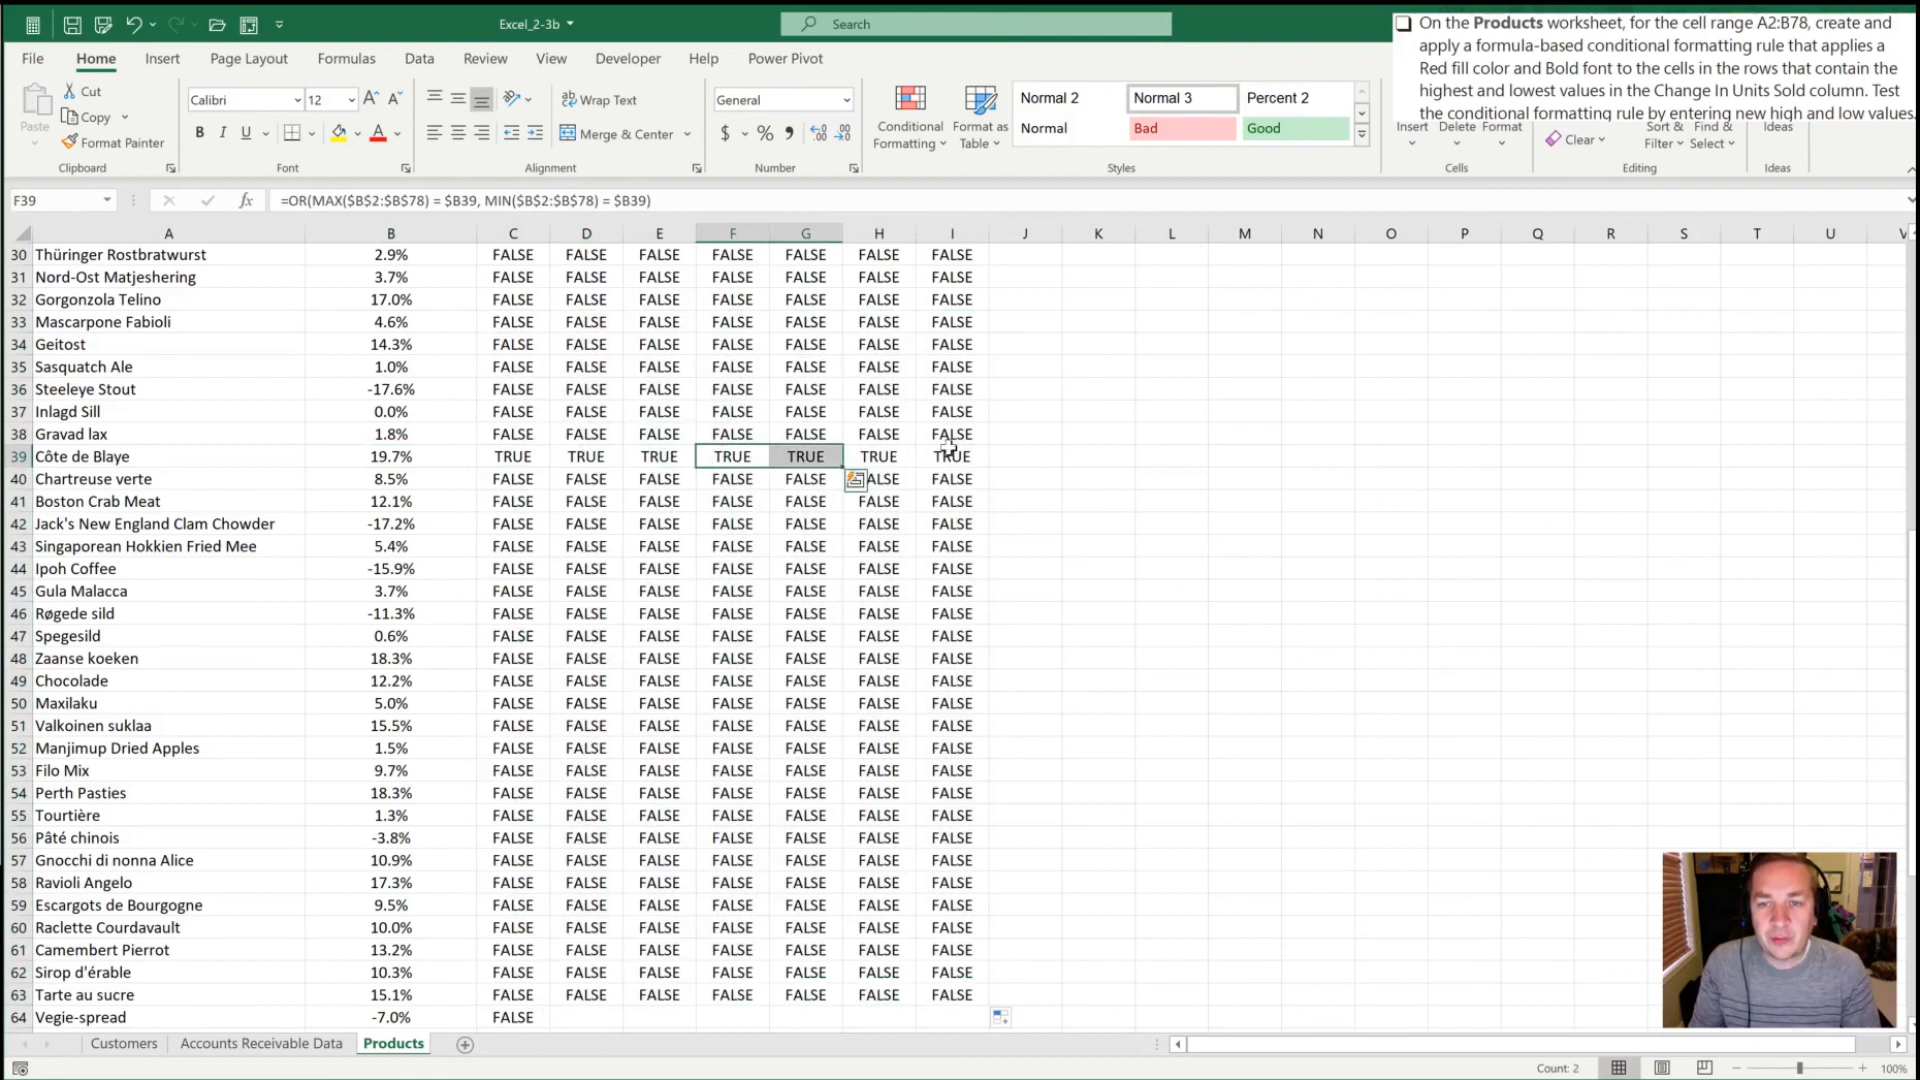 Excel_2-3b
Search
On the Products worksheet, for the cell range A2:B78, create and
apply a formula-based conditional formatting rule that applies a
Red fill color and Bold font to the cells in the rows that contain the
highest and lowest values in the Change In Units Sold column. Test
the conditional formatting rule by entering new high and low values.
File Home Insert Page Layout Formulas Data Review View Developer Help Power Pivot
Paste Cut Copy Format Painter Clipboard
Calibri 12 B I U Font
Wrap Text Merge & Center Alignment
General $ % Number
Conditional Formatting Format as Table
Normal 2 Normal 3 Percent 2
Normal Bad Good
Styles
Insert Delete Format Cells
Clear Sort & Filter Find & Select Editing
Ideas Ideas
F39 fx =OR(MAX($B$2:$B$78) = $B39, MIN($B$2:$B$78) = $B39)
A B C D E F G H I J K L M N O P Q R S T U V
30 Thüringer Rostbratwurst 2.9% FALSE FALSE FALSE FALSE FALSE FALSE FALSE
31 Nord-Ost Matjeshering 3.7% FALSE FALSE FALSE FALSE FALSE FALSE FALSE
32 Gorgonzola Telino 17.0% FALSE FALSE FALSE FALSE FALSE FALSE FALSE
33 Mascarpone Fabioli 4.6% FALSE FALSE FALSE FALSE FALSE FALSE FALSE
34 Geitost 14.3% FALSE FALSE FALSE FALSE FALSE FALSE FALSE
35 Sasquatch Ale 1.0% FALSE FALSE FALSE FALSE FALSE FALSE FALSE
36 Steeleye Stout -17.6% FALSE FALSE FALSE FALSE FALSE FALSE FALSE
37 Inlagd Sill 0.0% FALSE FALSE FALSE FALSE FALSE FALSE FALSE
38 Gravad lax 1.8% FALSE FALSE FALSE FALSE FALSE FALSE FALSE
39 Côte de Blaye 19.7% TRUE TRUE TRUE TRUE TRUE TRUE TRUE
40 Chartreuse verte 8.5% FALSE FALSE FALSE FALSE FALSE ALSE FALSE
41 Boston Crab Meat 12.1% FALSE FALSE FALSE FALSE FALSE FALSE FALSE
42 Jack's New England Clam Chowder -17.2% FALSE FALSE FALSE FALSE FALSE FALSE FALSE
43 Singaporean Hokkien Fried Mee 5.4% FALSE FALSE FALSE FALSE FALSE FALSE FALSE
44 Ipoh Coffee -15.9% FALSE FALSE FALSE FALSE FALSE FALSE FALSE
45 Gula Malacca 3.7% FALSE FALSE FALSE FALSE FALSE FALSE FALSE
46 Røgede sild -11.3% FALSE FALSE FALSE FALSE FALSE FALSE FALSE
47 Spegesild 0.6% FALSE FALSE FALSE FALSE FALSE FALSE FALSE
48 Zaanse koeken 18.3% FALSE FALSE FALSE FALSE FALSE FALSE FALSE
49 Chocolade 12.2% FALSE FALSE FALSE FALSE FALSE FALSE FALSE
50 Maxilaku 5.0% FALSE FALSE FALSE FALSE FALSE FALSE FALSE
51 Valkoinen suklaa 15.5% FALSE FALSE FALSE FALSE FALSE FALSE FALSE
52 Manjimup Dried Apples 1.5% FALSE FALSE FALSE FALSE FALSE FALSE FALSE
53 Filo Mix 9.7% FALSE FALSE FALSE FALSE FALSE FALSE FALSE
54 Perth Pasties 18.3% FALSE FALSE FALSE FALSE FALSE FALSE FALSE
55 Tourtière 1.3% FALSE FALSE FALSE FALSE FALSE FALSE FALSE
56 Pâté chinois -3.8% FALSE FALSE FALSE FALSE FALSE FALSE FALSE
57 Gnocchi di nonna Alice 10.9% FALSE FALSE FALSE FALSE FALSE FALSE FALSE
58 Ravioli Angelo 17.3% FALSE FALSE FALSE FALSE FALSE FALSE FALSE
59 Escargots de Bourgogne 9.5% FALSE FALSE FALSE FALSE FALSE FALSE FALSE
60 Raclette Courdavault 10.0% FALSE FALSE FALSE FALSE FALSE FALSE FALSE
61 Camembert Pierrot 13.2% FALSE FALSE FALSE FALSE FALSE FALSE FALSE
62 Sirop d'érable 10.3% FALSE FALSE FALSE FALSE FALSE FALSE FALSE
63 Tarte au sucre 15.1% FALSE FALSE FALSE FALSE FALSE FALSE FALSE
64 Vegie-spread -7.0% FALSE
Customers Accounts Receivable Data Products
Count: 2 100%